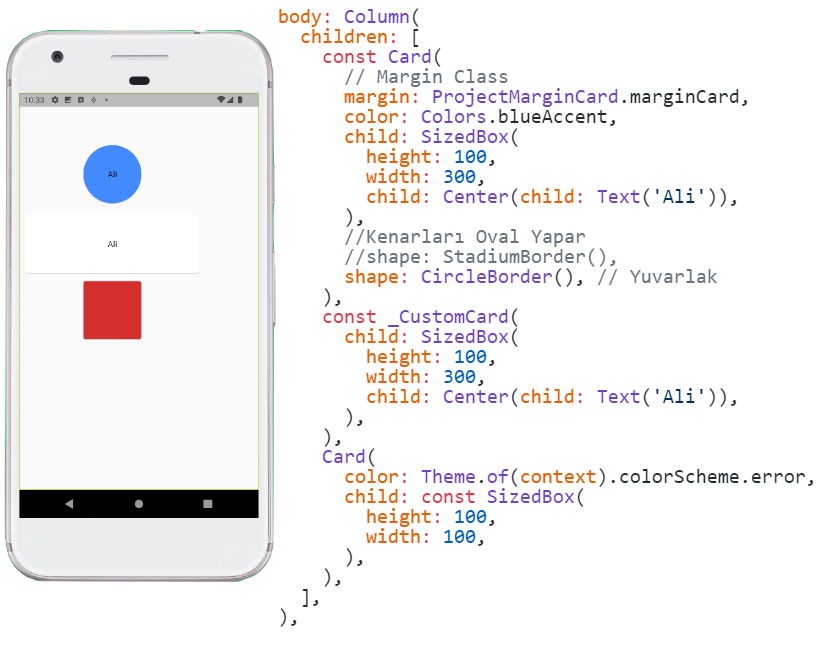 10:33
Ali
Ali
body: Column(
children: [
const Card(
// Margin Class
margin: ProjectMarginCard.marginCard,
color: Colors.blueAccent,
child: SizedBox(
height: 100,
width: 300,
child: Center(child: Text('Ali')),
),
//Kenarları Oval Yapar
//shape: StadiumBorder(),
shape: CircleBorder(), // Yuvarlak
),
const _CustomCard(
child: SizedBox(
height: 100,
width: 300,
child: Center(child: Text('Ali')),
),
),
Card(
color: Theme.of(context).colorScheme.error,
child: const SizedBox(
height: 100,
width: 100,
),
),
],
),